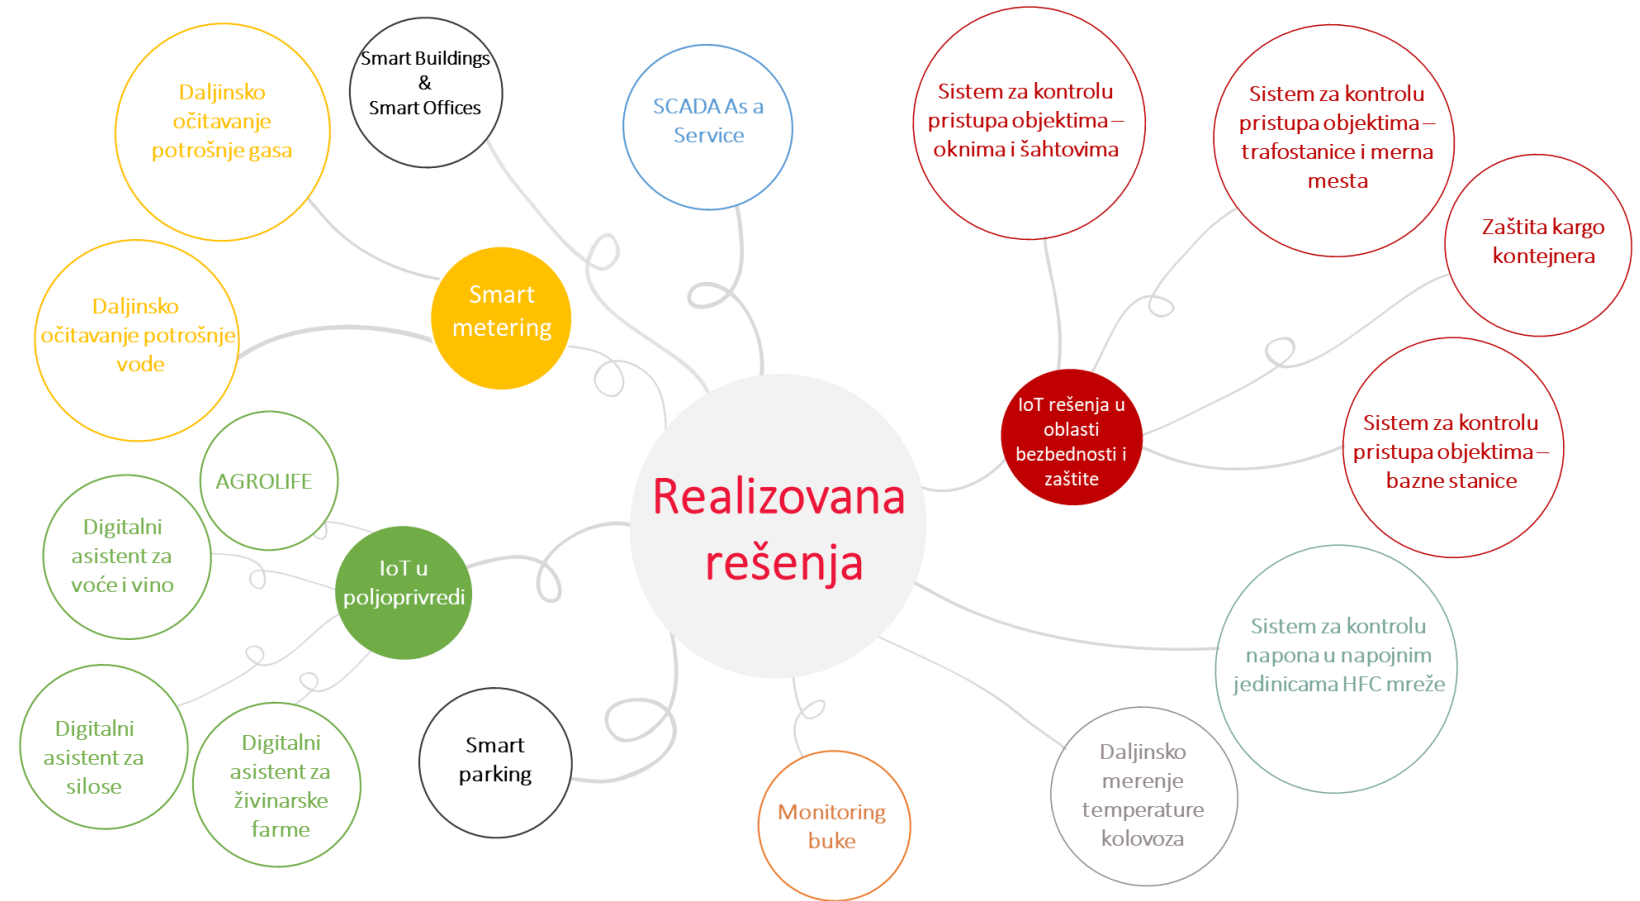 Daljinsko
očitavanje
potrošnje gasa
Smart Buildings
&
Smart Offices
SCADA As a
Service
Sistem za kontrolu
pristupa objektima –
oknima i šahtovima
Sistem za kontrolu
pristupa objektima –
trafostanice i merna
mesta
Zaštita kargo
kontejnera
Daljinsko
očitavanje potrošnje
vode
Smart
metering
IoT rešenja u
oblasti
bezbednosti i
zaštite
Sistem za kontrolu
pristupa objektima –
bazne stanice
AGROLIFE
Realizovana
rešenja
Digitalni
asistent za
voće i vino
IoT u
poljoprivredi
Sistem za kontrolu
napona u napojnim
jedinicama HFC mreže
Digitalni
asistent za
silose
Digitalni
asistent za
živinarske
farme
Smart
parking
Monitoring
buke
Daljinsko
merenje
temperature
kolovoza